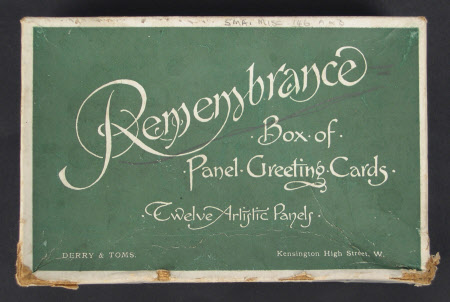 Remembrance
·Box·of·
·Panel·Greeting·Cards·
·Twelve Artistic Panels·
DERRY & TOMS.
Kensington High Street, W.